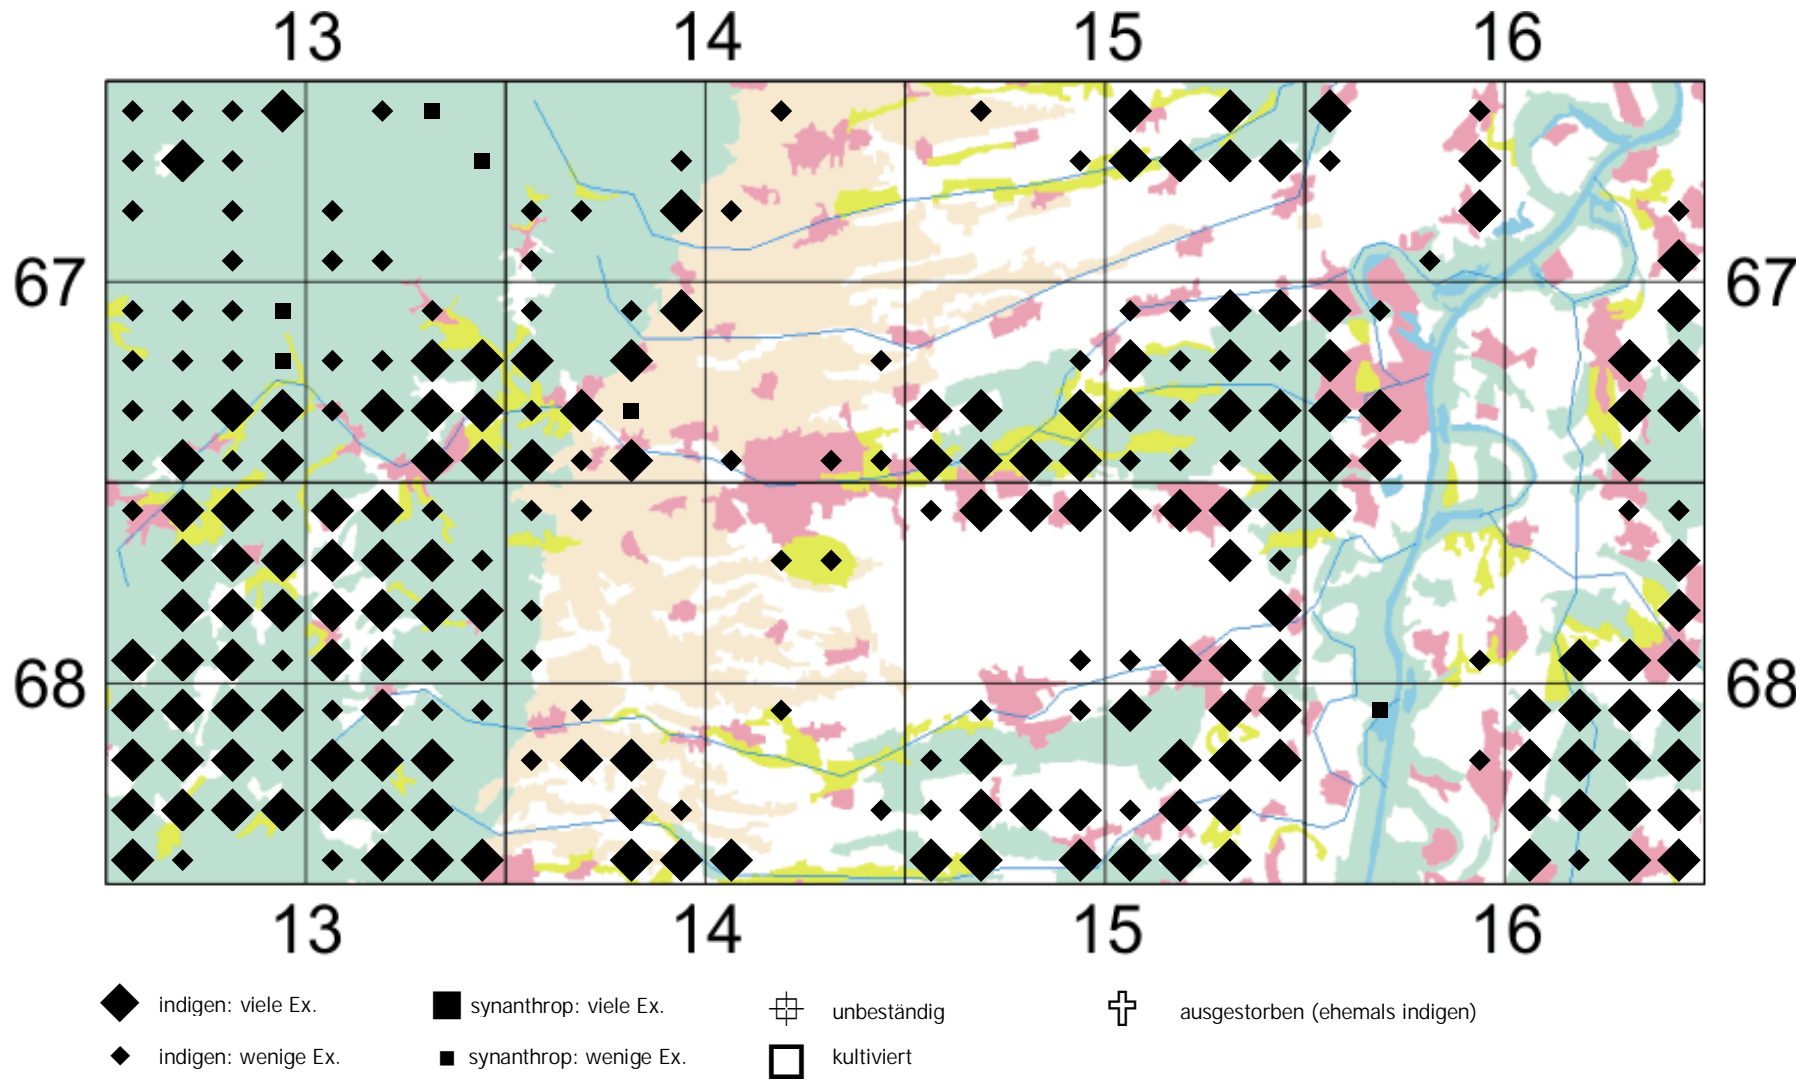 13 14 15 16
67 67
68 68
13 14 15 16
indigen: viele Ex. synanthrop: viele Ex. unbeständig ausgestorben (ehemals indigen)
indigen: wenige Ex. synanthrop: wenige Ex. kultiviert